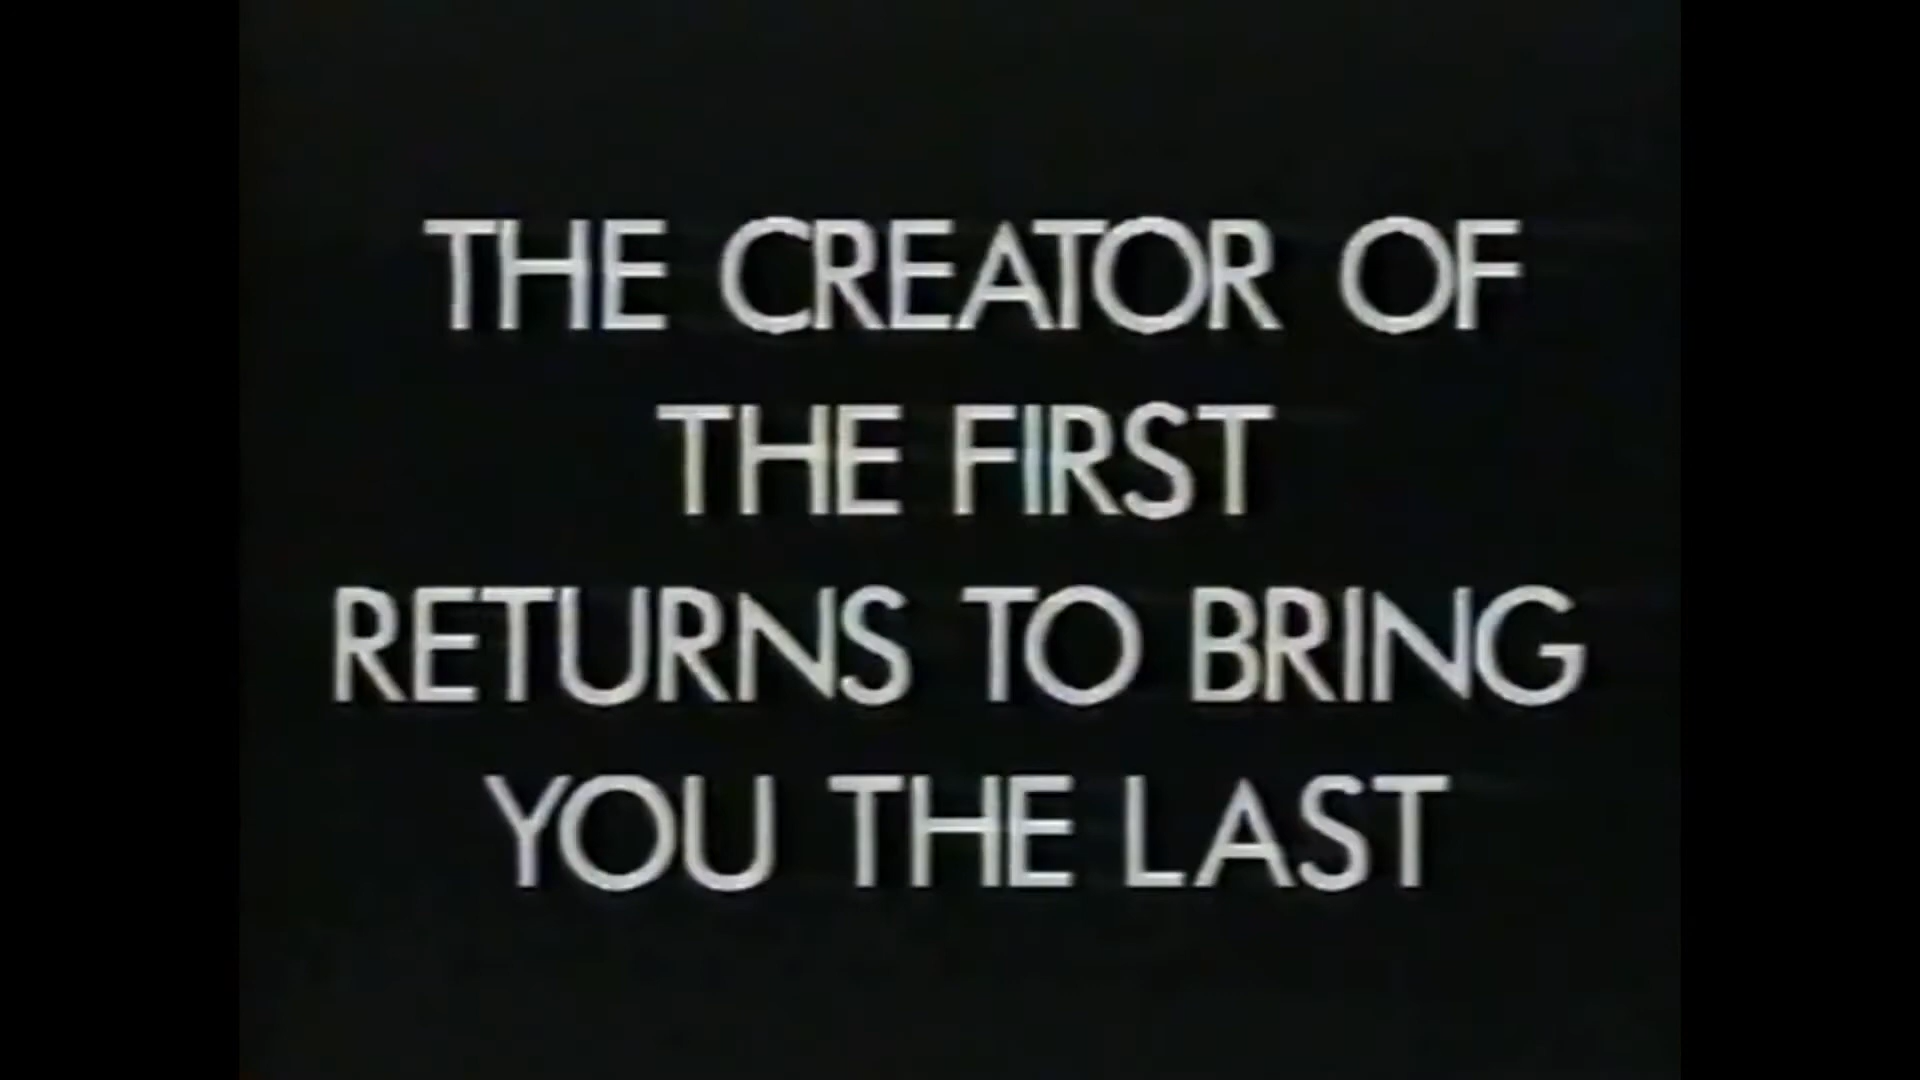 THE CREATOR OF
THE FIRST
RETURNS TO BRING
YOU THE LAST